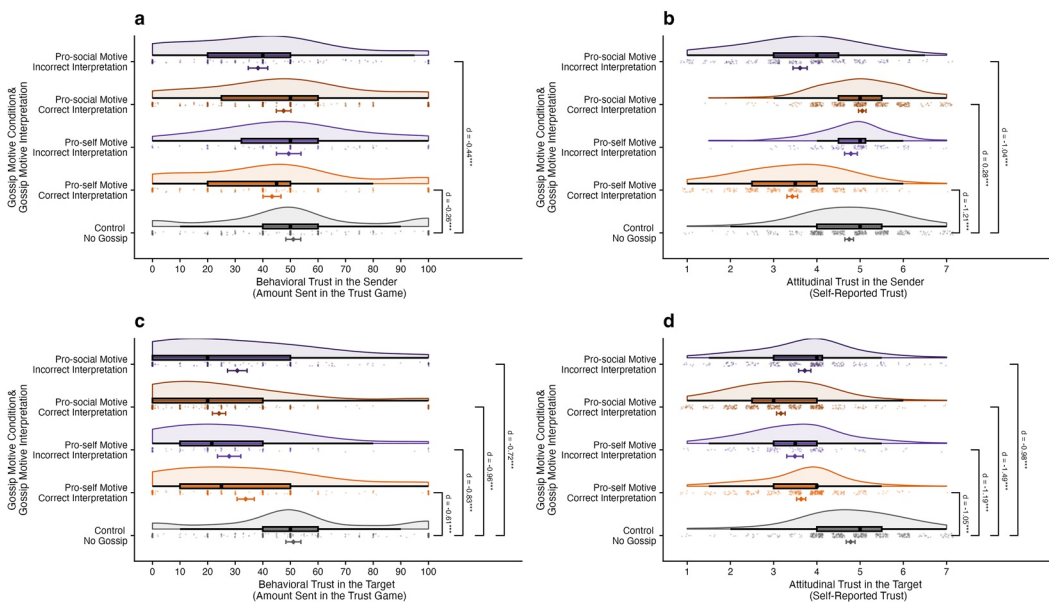 a
Gossip Motive Condition&
Gossip Motive Interpretation
Pro-social Motive
Incorrect Interpretation
Pro-social Motive
Correct Interpretation
Pro-self Motive
Incorrect Interpretation
Pro-self Motive
Correct Interpretation
Control
No Gossip
d = -0.44***
d = -0.26***
0 10 20 30 40 50 60 70 80 90 100
Behavioral Trust in the Sender
(Amount Sent in the Trust Game)
b
Gossip Motive Condition&
Gossip Motive Interpretation
Pro-social Motive
Incorrect Interpretation
Pro-social Motive
Correct Interpretation
Pro-self Motive
Incorrect Interpretation
Pro-self Motive
Correct Interpretation
Control
No Gossip
d = -1.04***
d = 0.28***
d = -1.21***
1 2 3 4 5 6 7
Attitudinal Trust in the Sender
(Self-Reported Trust)
c
Gossip Motive Condition&
Gossip Motive Interpretation
Pro-social Motive
Incorrect Interpretation
Pro-social Motive
Correct Interpretation
Pro-self Motive
Incorrect Interpretation
Pro-self Motive
Correct Interpretation
Control
No Gossip
d = -0.72***
d = -0.96***
d = -0.83***
d = -0.61***
0 10 20 30 40 50 60 70 80 90 100
Behavioral Trust in the Target
(Amount Sent in the Trust Game)
d
Gossip Motive Condition&
Gossip Motive Interpretation
Pro-social Motive
Incorrect Interpretation
Pro-social Motive
Correct Interpretation
Pro-self Motive
Incorrect Interpretation
Pro-self Motive
Correct Interpretation
Control
No Gossip
d = -0.98***
d = -1.49***
d = -1.19***
d = -1.05***
1 2 3 4 5 6 7
Attitudinal Trust in the Target
(Self-Reported Trust)